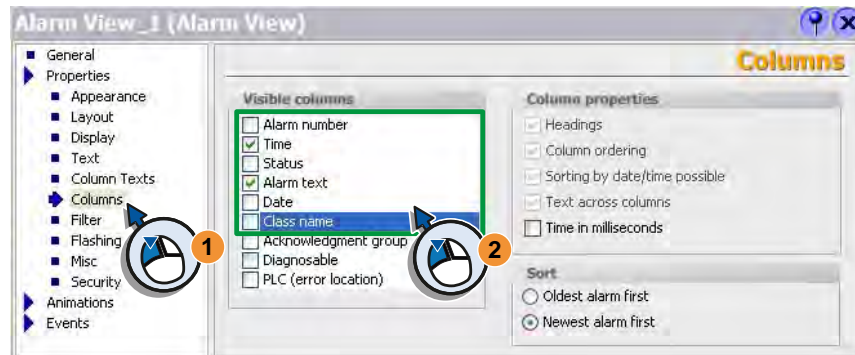 Alarm View_1 (Alarm View)
General
Properties
Appearance
Layout
Display
Text
Column Texts
Columns
Filter
Flashing
Misc
Security
Animations
Events
1
Columns
Visible columns
Alarm number
Time
Status
Alarm text
Date
Class name
Acknowledgment group
Diagnosable
PLC (error location)
2
Column properties
Headings
Column ordering
Sorting by date/time possible
Text across columns
Time in milliseconds
Sort
Oldest alarm first
Newest alarm first